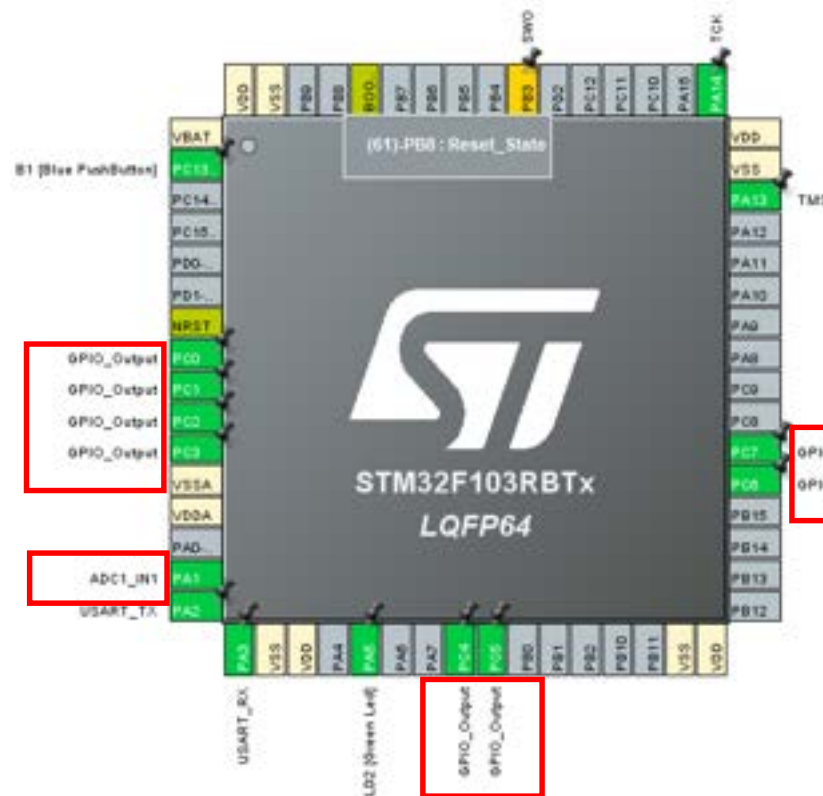 SWO
TCK
VDD
VSS
PB9
PB8
BOO..
PB7
PB6
PB5
PB4
PB3
PD2
PC12
PC11
PC10
PA15
PA14
(61)-PB8 : Reset_State
VBAT
B1 [Blue PushButton]
PC13..
PC14..
PC15..
PD0-..
PD1-..
NRST
GPIO_Output PC0
GPIO_Output PC1
GPIO_Output PC2
GPIO_Output PC3
VSSA
VDDA
PA0-..
ADC1_IN1 PA1
USART_TX PA2
VDD
VSS
PA13 TMS
PA12
PA11
PA10
PA9
PA8
PC9
PC8
PC7 GPI
PC6 GPI
PB15
PB14
PB13
PB12
ST
STM32F103RBTx
LQFP64
PA3
VSS
VDD
PA4
PA5
PA6
PA7
PC4
PC5
PB0
PB1
PB2
PB10
PB11
VSS
VDD
USART_RX
LD2 [Green Led]
GPIO_Output
GPIO_Output